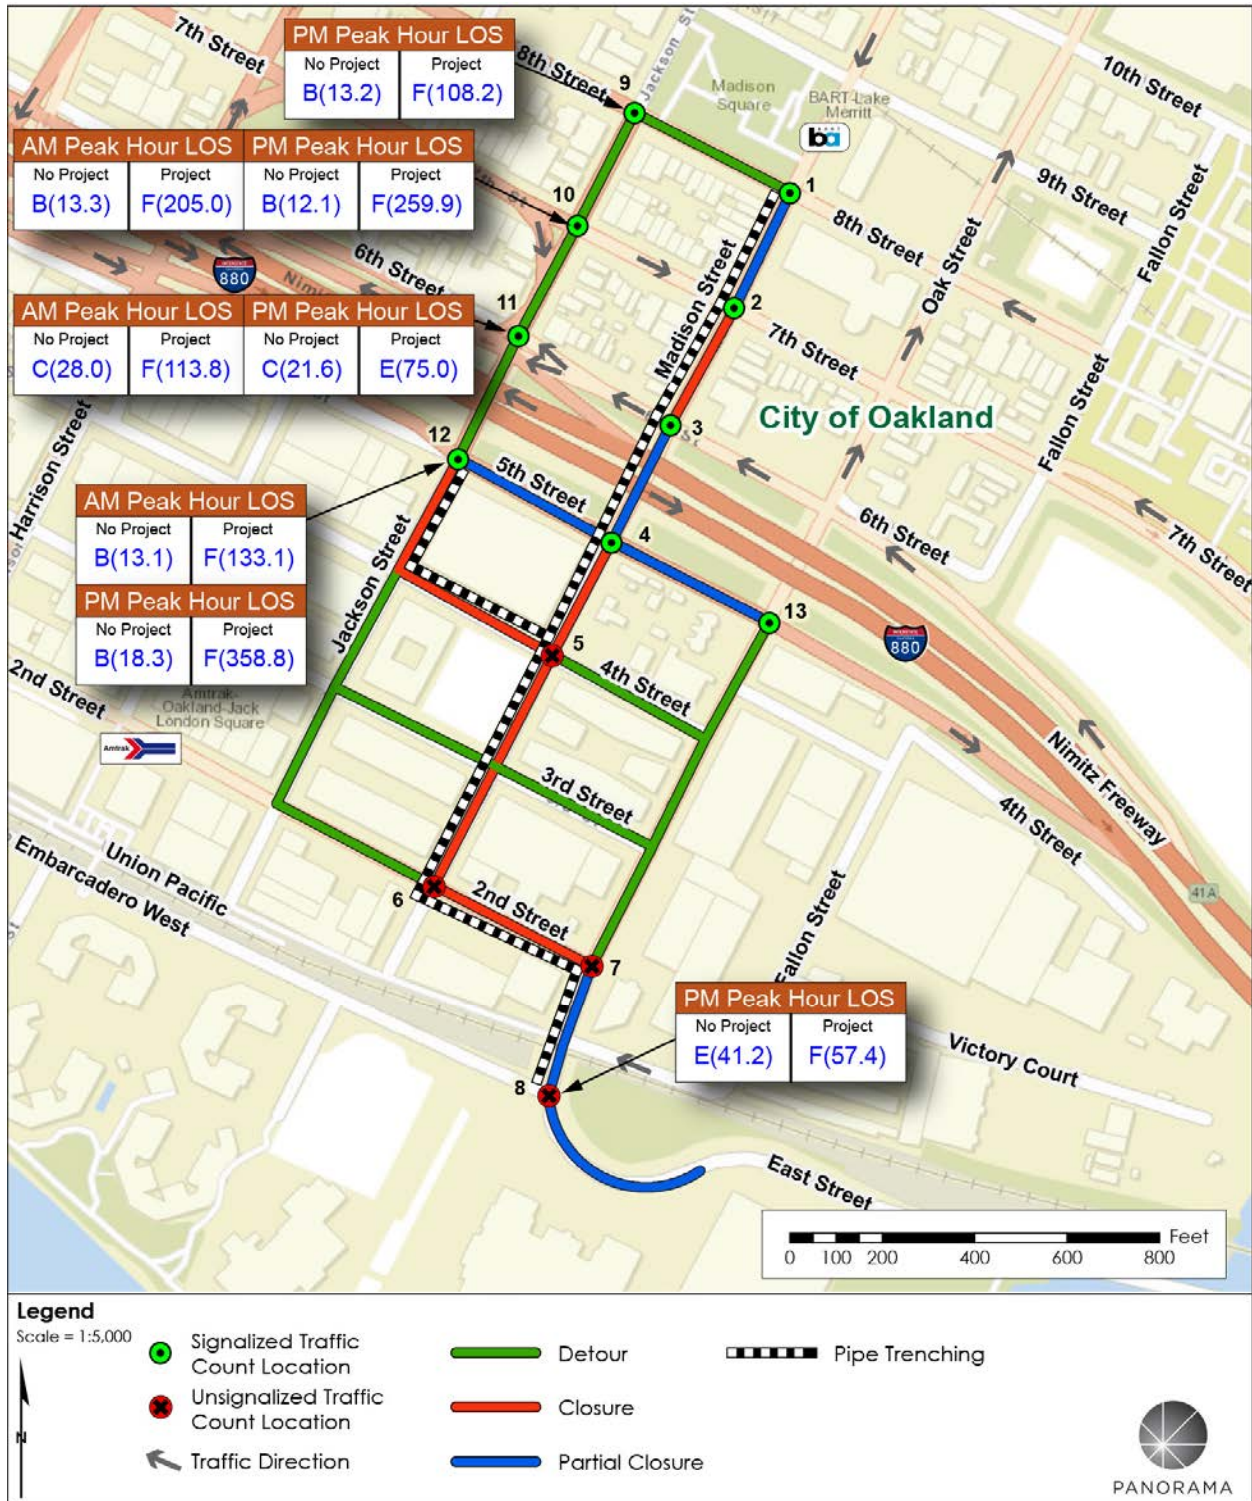 7th Street
PM Peak Hour LOS
No Project
Project
B(13.2)
F(108.2)
8th Street
9
Jackson St
Madison
Square
BART-Lake
Merritt
ba
10th Street
AM Peak Hour LOS
PM Peak Hour LOS
No Project
Project
No Project
Project
B(13.3)
F(205.0)
B(12.1)
F(259.9)
10
1
9th Street
Fallon Street
8th Street
Oak Street
Madison Street
6th Street
880
2
7th Street
AM Peak Hour LOS
PM Peak Hour LOS
No Project
Project
No Project
Project
C(28.0)
F(113.8)
C(21.6)
E(75.0)
11
City of Oakland
Fallon Street
3
12
Harrison Street
5th Street
6th Street
7th Street
AM Peak Hour LOS
No Project
Project
B(13.1)
F(133.1)
PM Peak Hour LOS
No Project
Project
B(18.3)
F(358.8)
4
13
880
Jackson Street
5
4th Street
2nd Street
Amtrak-
Oakland-Jack
London Square
Amtrak
3rd Street
Nimitz Freeway
4th Street
41A
Union Pacific
Embarcadero West
6
2nd Street
7
Fallon Street
PM Peak Hour LOS
No Project
Project
E(41.2)
F(57.4)
Victory Court
8
East Street
Feet
0 100 200 400 600 800
Legend
Scale = 1:5,000
N
Signalized Traffic
Count Location
Unsignalized Traffic
Count Location
Traffic Direction
Detour
Closure
Partial Closure
Pipe Trenching
PANORAMA